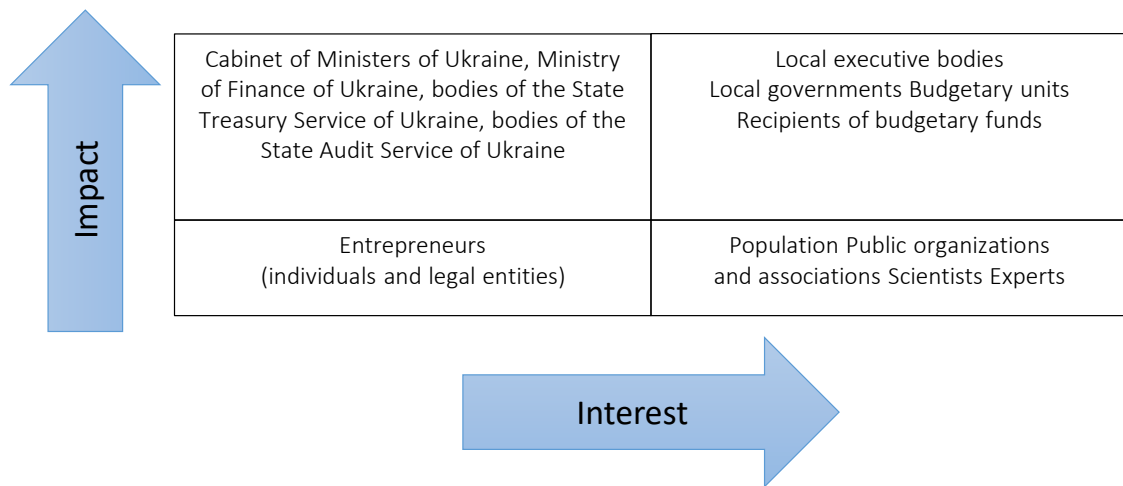 Impact
Cabinet of Ministers of Ukraine, Ministry
of Finance of Ukraine, bodies of the State
Treasury Service of Ukraine, bodies of the
State Audit Service of Ukraine
Local executive bodies
Local governments Budgetary units
Recipients of budgetary funds
Entrepreneurs
(individuals and legal entities)
Population Public organizations
and associations Scientists Experts
Interest